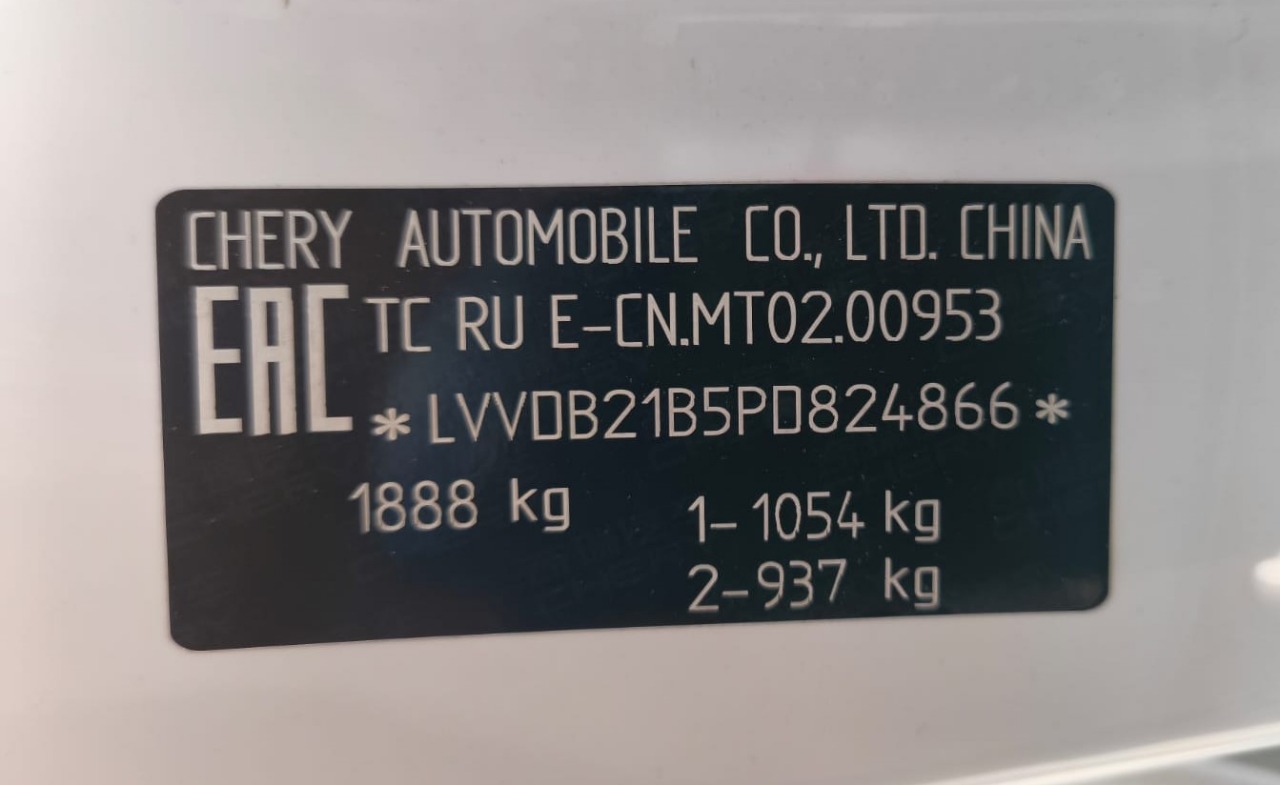 CHERY AUTOMOBILE CO., LTD. CHINA
EAC TC RU E-CN.MT02.00953
*LVVDB21B5PD824866*
1888 kg 1-1054 kg
2-937 kg